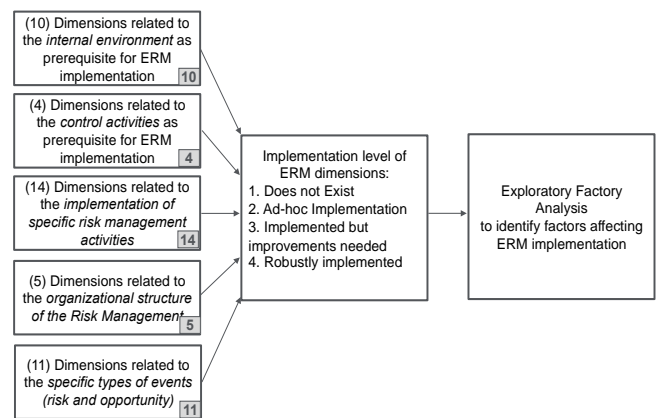 (10) Dimensions related to
the internal environment as
prerequisite for ERM
implementation
10
(4) Dimensions related to
the control activities as
prerequisite for ERM
implementation
4
(14) Dimensions related to
the implementation of
specific risk management
activities
14
(5) Dimensions related to
the organizational structure
of the Risk Management
5
(11) Dimensions related to
the specific types of events
(risk and opportunity)
11
Implementation level of
ERM dimensions:
1. Does not Exist
2. Ad-hoc Implementation
3. Implemented but
improvements needed
4. Robustly implemented
Exploratory Factory
Analysis
to identify factors affecting
ERM implementation